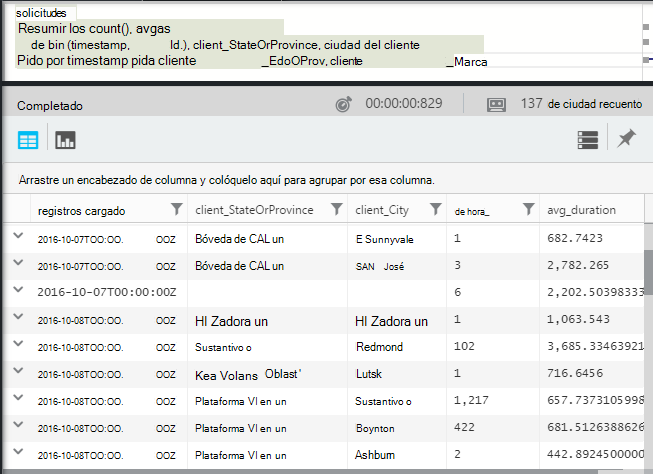 solicitudes
Resumir los count(), avgas
de bin (timestamp, Id.), client_StateOrProvince, ciudad del cliente
Pido por timestamp pida cliente _EdoOProv, cliente _Marca
Completado 00:00:00:829 137 de ciudad recuento
Arrastre un encabezado de columna y colóquelo aquí para agrupar por esa columna.
registros cargado client_StateOrProvince client_City de hora_ avg_duration
2016-10-07TOO:OO. OOZ Bóveda de CAL un E Sunnyvale 1 682.7423
2016-10-07TOO:OO. OOZ Bóveda de CAL un SAN José 3 2,782.265
2016-10-07T00:00:00Z 6 2,202.50398333
2016-10-08TOO:OO. OOZ HI Zadora un HI Zadora un 1 1,063.543
2016-10-08TOO:OO. OOZ Sustantivo o Redmond 102 3,685.33463921
2016-10-08TOO:OO. OOZ Kea Volans Oblast' Lutsk 1 716.6456
2016-10-08TOO:OO. OOZ Plataforma VI en un Sustantivo o 1,217 657.7373105998
2016-10-08TOO:OO. OOZ Plataforma VI en un Boynton 422 681.5126388626
2016-10-08TOO:OO. OOZ Plataforma VI en un Ashburn 2 442.8924500000